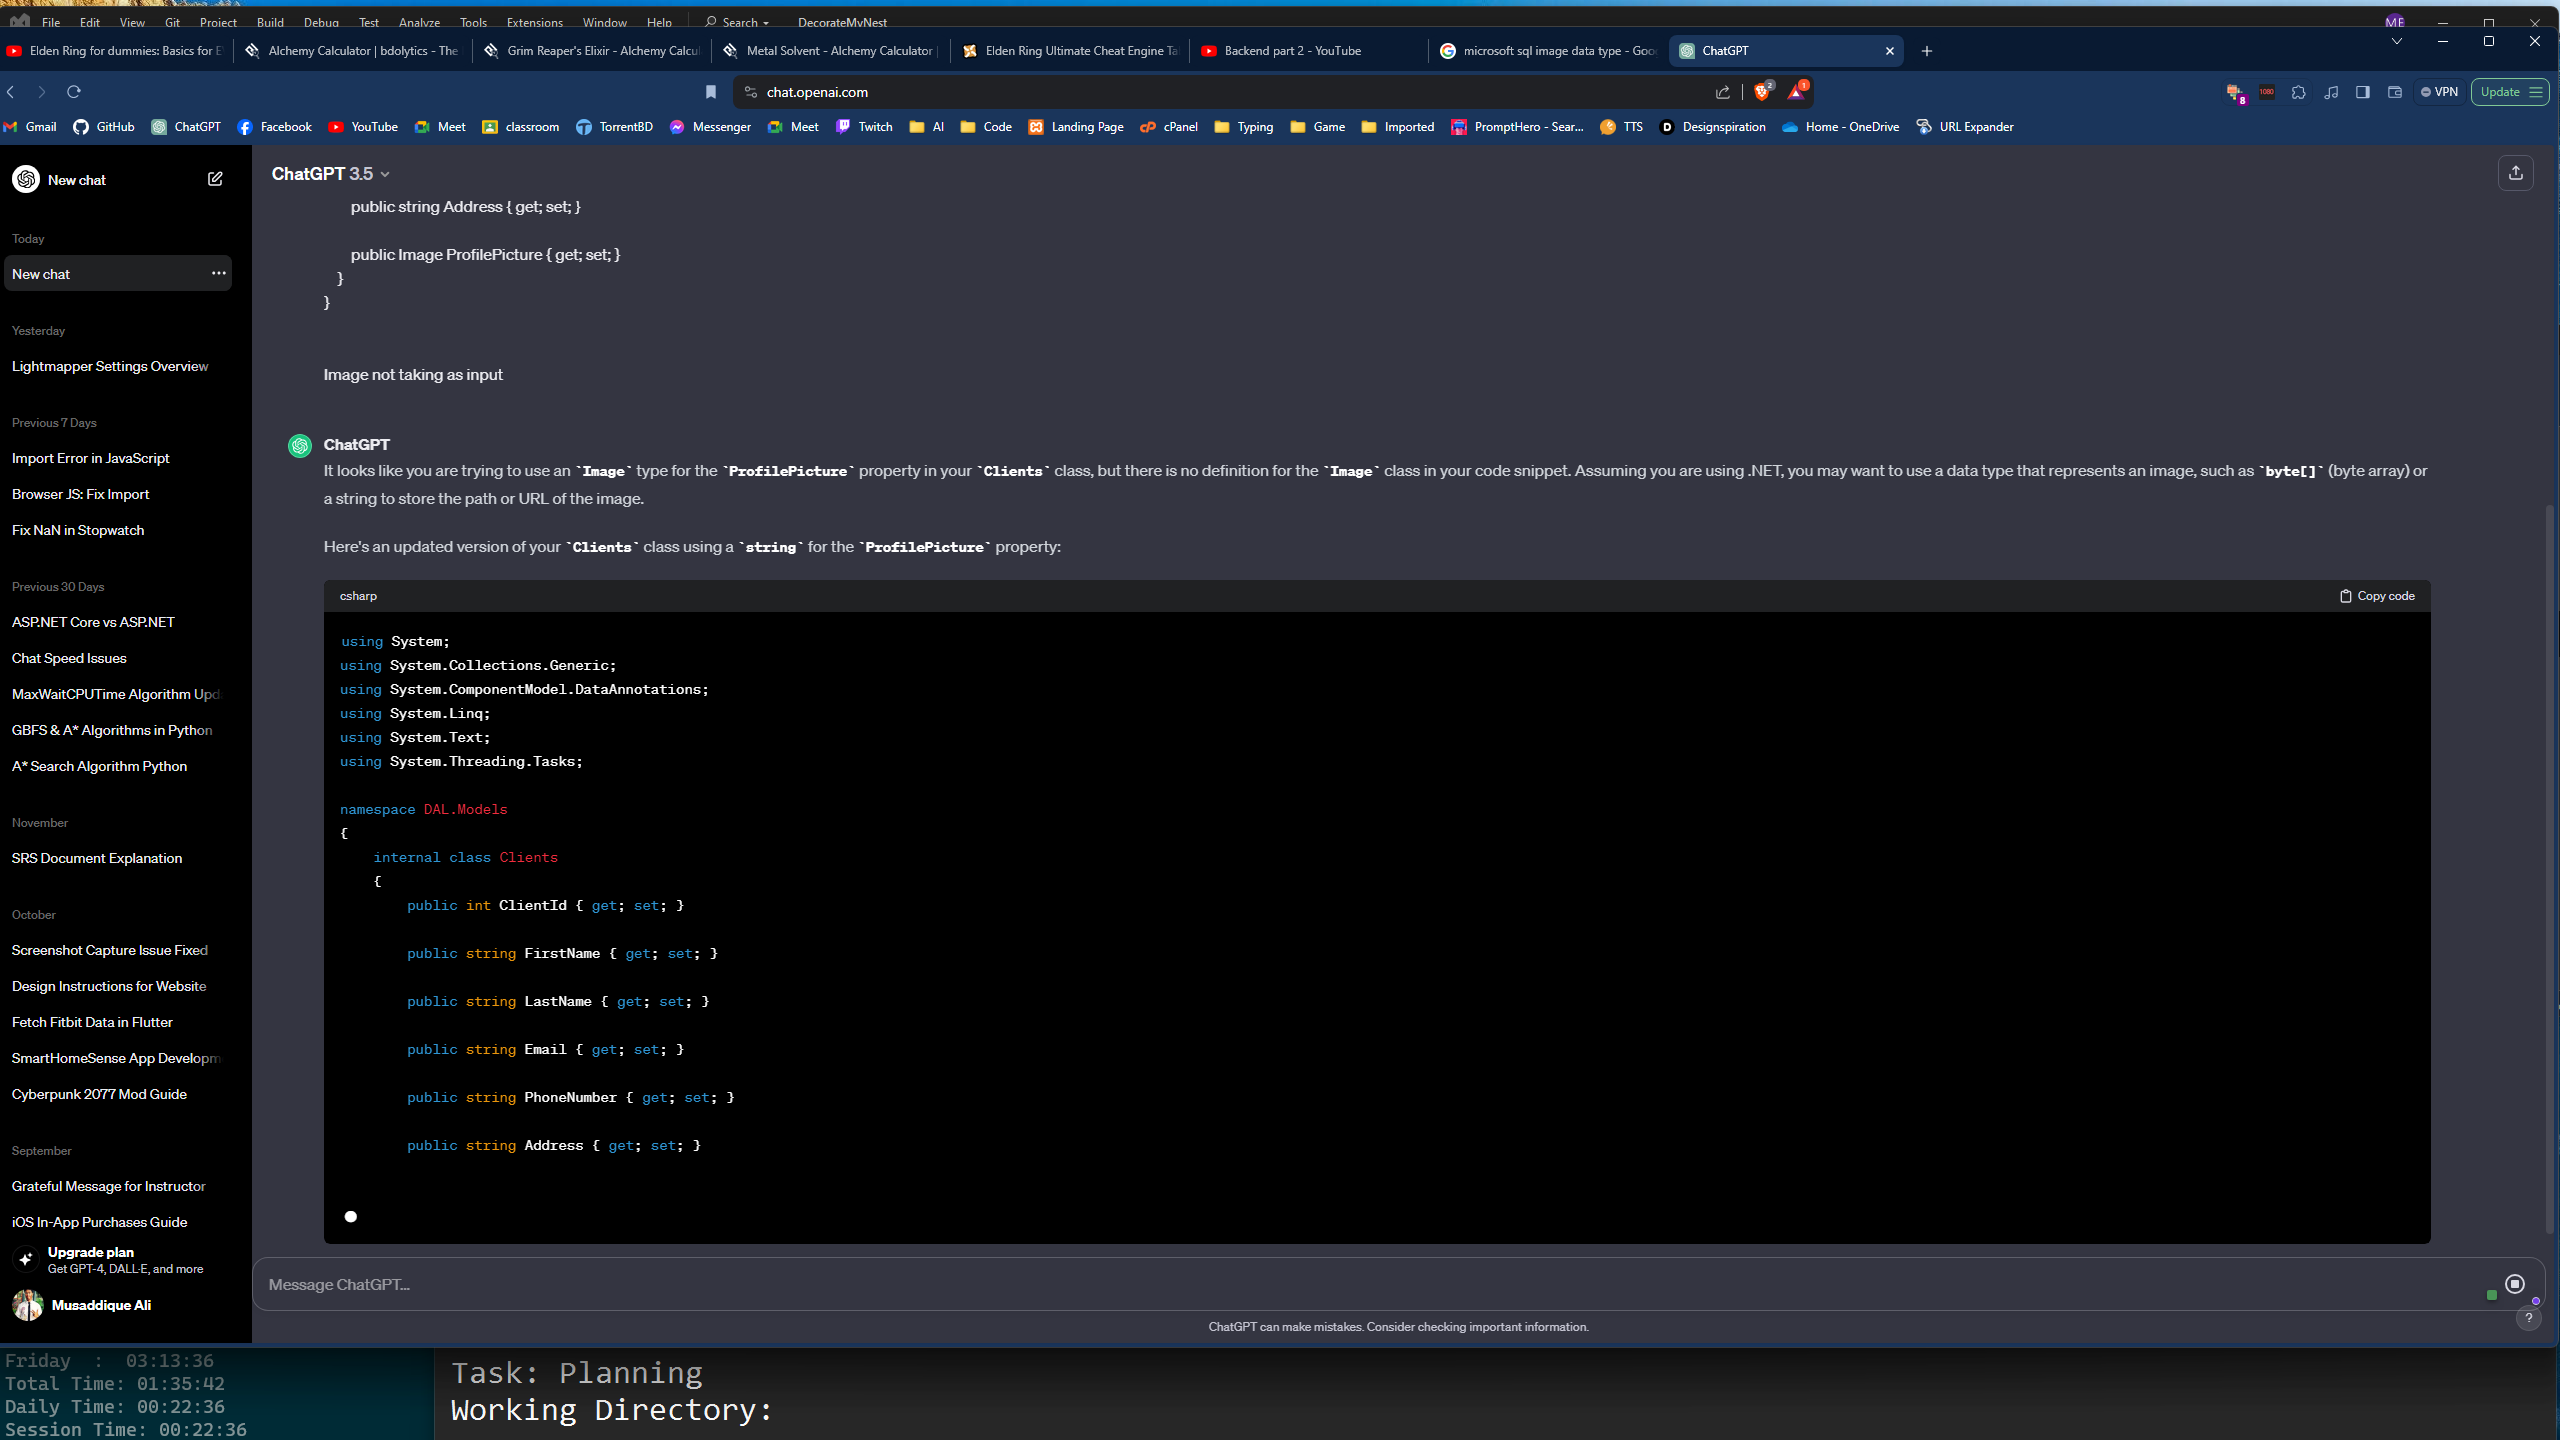 File Edit View Git Project Build Debug Test Analyze Tools Extensions Window Help Search DecorateMyNest ME
Elden Ring for dummies: Basics for E
Alchemy Calculator | bdolytics - The
Grim Reaper's Elixir - Alchemy Calcu
Metal Solvent - Alchemy Calculator |
Elden Ring Ultimate Cheat Engine Ta
Backend part 2 - YouTube
microsoft sql image data type - Goo
ChatGPT
chat.openai.com
2
1
8
1080
VPN
Update
Gmail GitHub ChatGPT Facebook YouTube Meet classroom TorrentBD Messenger Meet Twitch AI Code Landing Page cPanel Typing Game Imported PromptHero - Sear... TTS Designspiration Home - OneDrive URL Expander
New chat
Today
New chat
Yesterday
Lightmapper Settings Overview
Previous 7 Days
Import Error in JavaScript
Browser JS: Fix Import
Fix NaN in Stopwatch
Previous 30 Days
ASP.NET Core vs ASP.NET
Chat Speed Issues
MaxWaitCPUTime Algorithm Upd
GBFS & A* Algorithms in Python
A* Search Algorithm Python
November
SRS Document Explanation
October
Screenshot Capture Issue Fixed
Design Instructions for Website
Fetch Fitbit Data in Flutter
SmartHomeSense App Developm
Cyberpunk 2077 Mod Guide
September
Grateful Message for Instructor
iOS In-App Purchases Guide
Upgrade plan
Get GPT-4, DALL·E, and more
Musaddique Ali
ChatGPT 3.5
public string Address { get; set; }
public Image ProfilePicture { get; set; }
}
}
Image not taking as input
ChatGPT
It looks like you are trying to use an `Image` type for the `ProfilePicture` property in your `Clients` class, but there is no definition for the `Image` class in your code snippet. Assuming you are using .NET, you may want to use a data type that represents an image, such as `byte[]` (byte array) or
a string to store the path or URL of the image.
Here's an updated version of your `Clients` class using a `string` for the `ProfilePicture` property:
csharp
Copy code
using System;
using System.Collections.Generic;
using System.ComponentModel.DataAnnotations;
using System.Linq;
using System.Text;
using System.Threading.Tasks;
namespace DAL.Models
{
internal class Clients
{
public int ClientId { get; set; }
public string FirstName { get; set; }
public string LastName { get; set; }
public string Email { get; set; }
public string PhoneNumber { get; set; }
public string Address { get; set; }
Message ChatGPT...
ChatGPT can make mistakes. Consider checking important information.
?
Friday : 03:13:36
Total Time: 01:35:42
Daily Time: 00:22:36
Session Time: 00:22:36
Task: Planning
Working Directory: